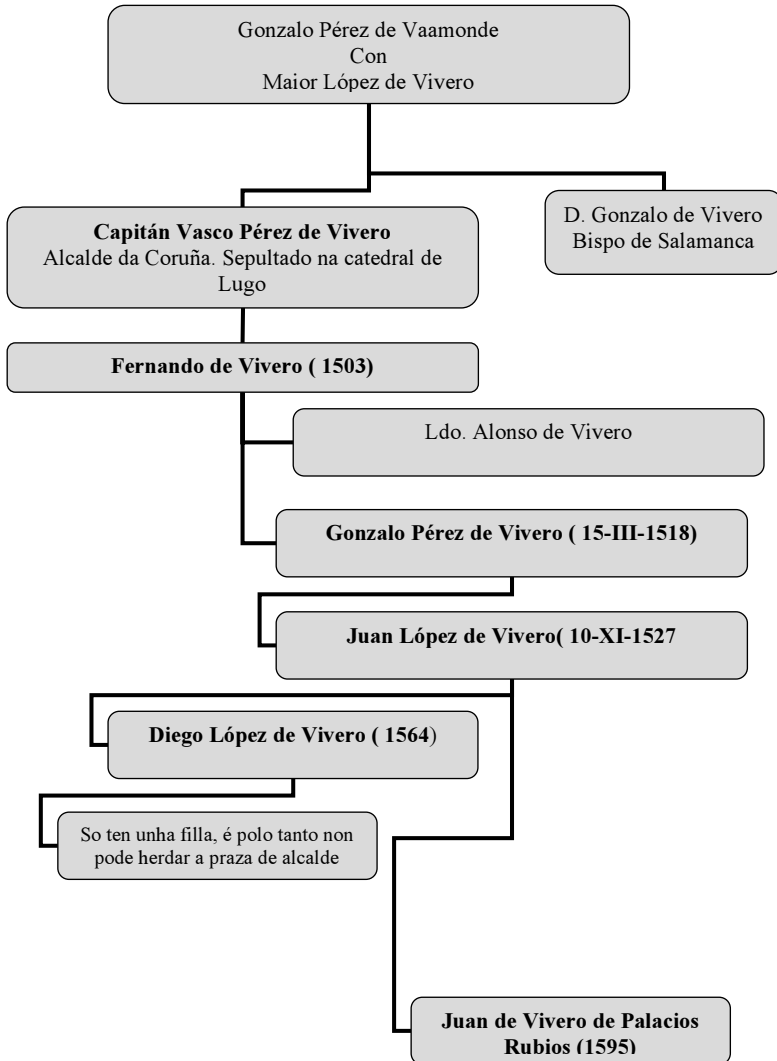 Gonzalo Pérez de Vaamonde
Con
Maior López de Vivero
Capitán Vasco Pérez de Vivero
Alcalde da Coruña. Sepultado na catedral de
Lugo
D. Gonzalo de Vivero
Bispo de Salamanca
Fernando de Vivero ( 1503)
Ldo. Alonso de Vivero
Gonzalo Pérez de Vivero ( 15-III-1518)
Juan López de Vivero( 10-XI-1527
Diego López de Vivero ( 1564)
So ten unha filla, é polo tanto non
pode herdar a praza de alcalde
Juan de Vivero de Palacios
Rubios (1595)